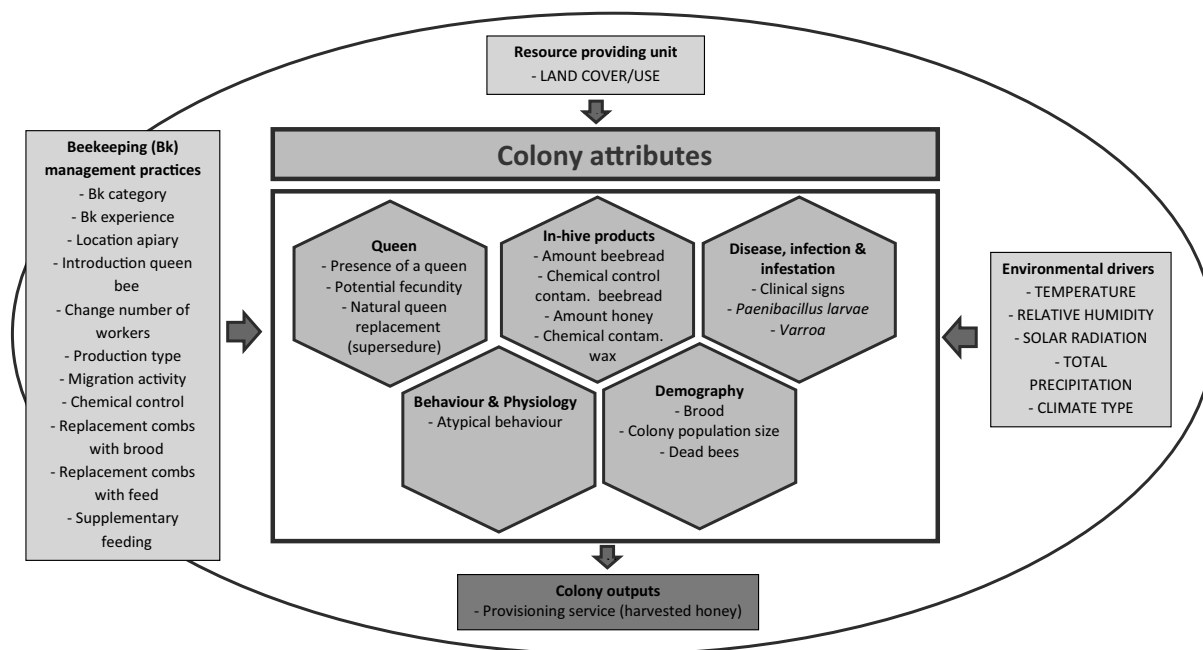 Resource providing unit
- LAND COVER/USE
Beekeeping (Bk)
management practices
- Bk category
- Bk experience
- Location apiary
- Introduction queen
bee
- Change number of
workers
- Production type
- Migration activity
- Chemical control
- Replacement combs
with brood
- Replacement combs
with feed
- Supplementary
feeding
Colony attributes
Queen
- Presence of a queen
- Potential fecundity
- Natural queen
replacement
(supersedure)
In-hive products
- Amount beebread
- Chemical control
contam. beebread
- Amount honey
- Chemical contam.
wax
Disease, infection &
infestation
- Clinical signs
- Paenibacillus larvae
- Varroa
Behaviour & Physiology
- Atypical behaviour
Demography
- Brood
- Colony population size
- Dead bees
Environmental drivers
- TEMPERATURE
- RELATIVE HUMIDITY
- SOLAR RADIATION
- TOTAL
PRECIPITATION
- CLIMATE TYPE
Colony outputs
- Provisioning service (harvested honey)